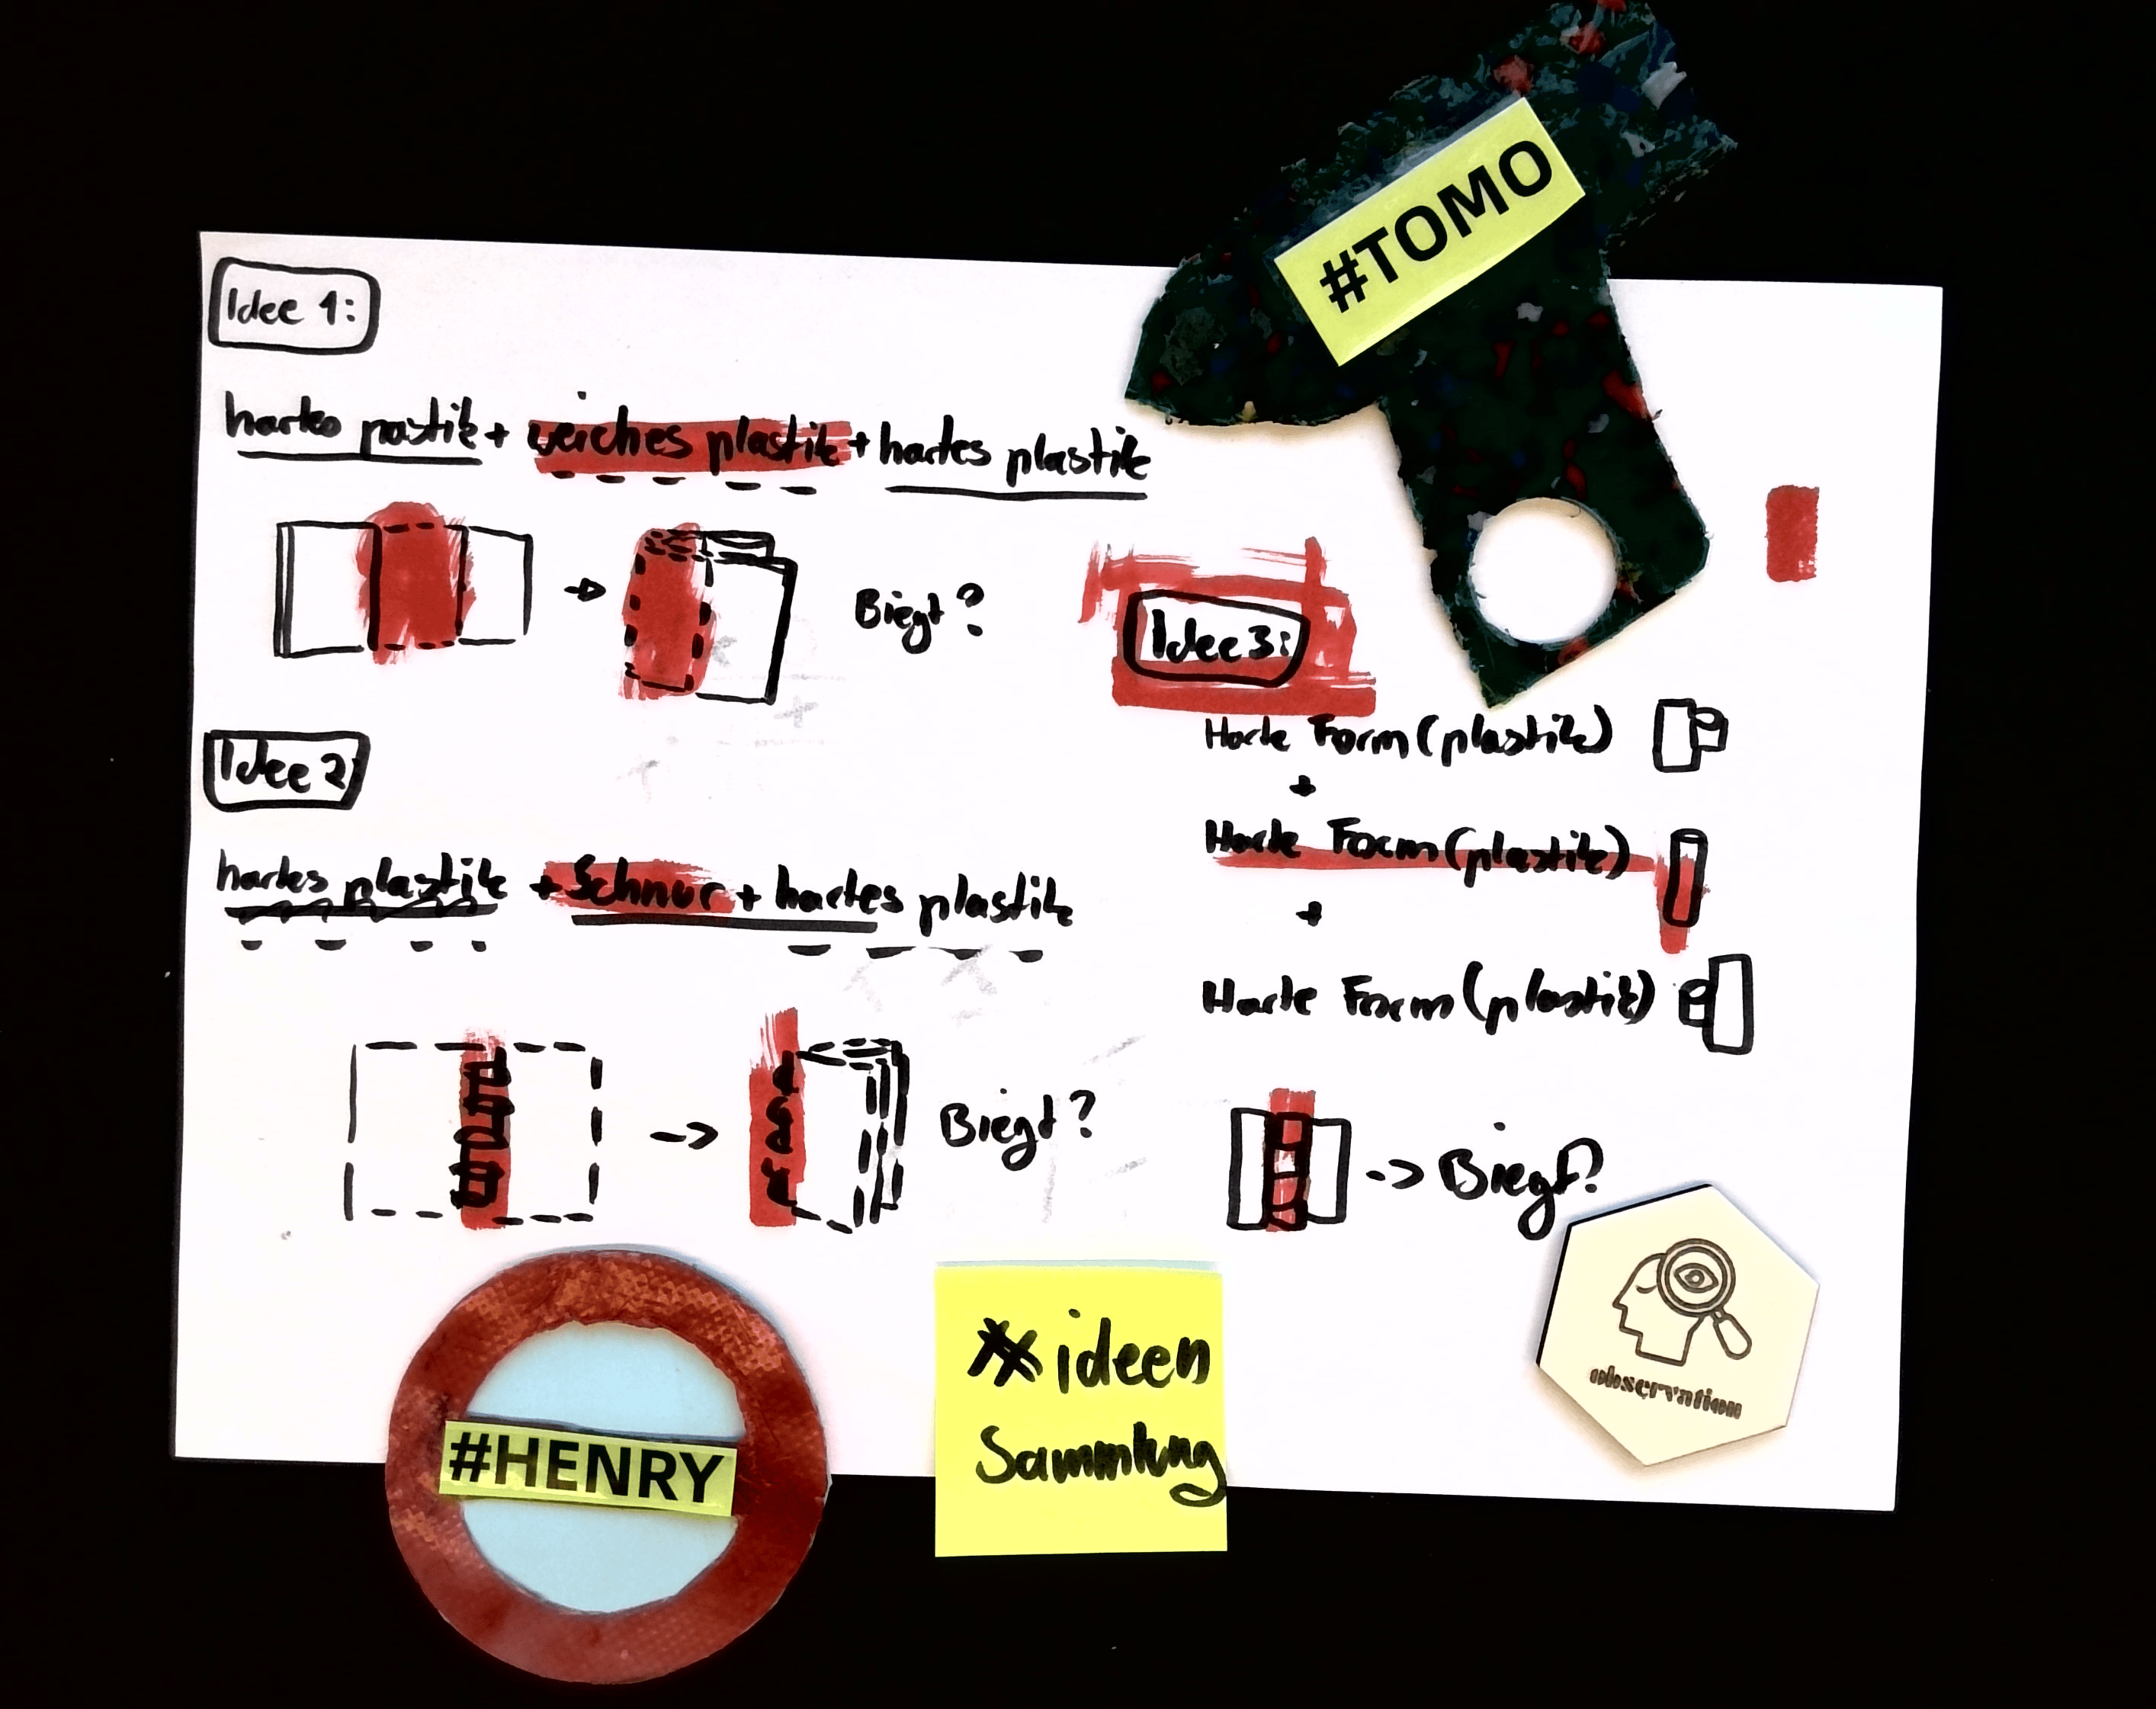 #TOMO
Idee 1:
hartes pastik + weiches plastik + hartes plastik
Biegt?
Idee 2:
hartes plastik + Schnur + hartes plastik
Biegt?
Idee 3:
Harte Form (plastik)
+
Harte Form (plastik)
+
Harte Form (plastik)
-> Biegt?
#HENRY
ideen
Sammlung
observation